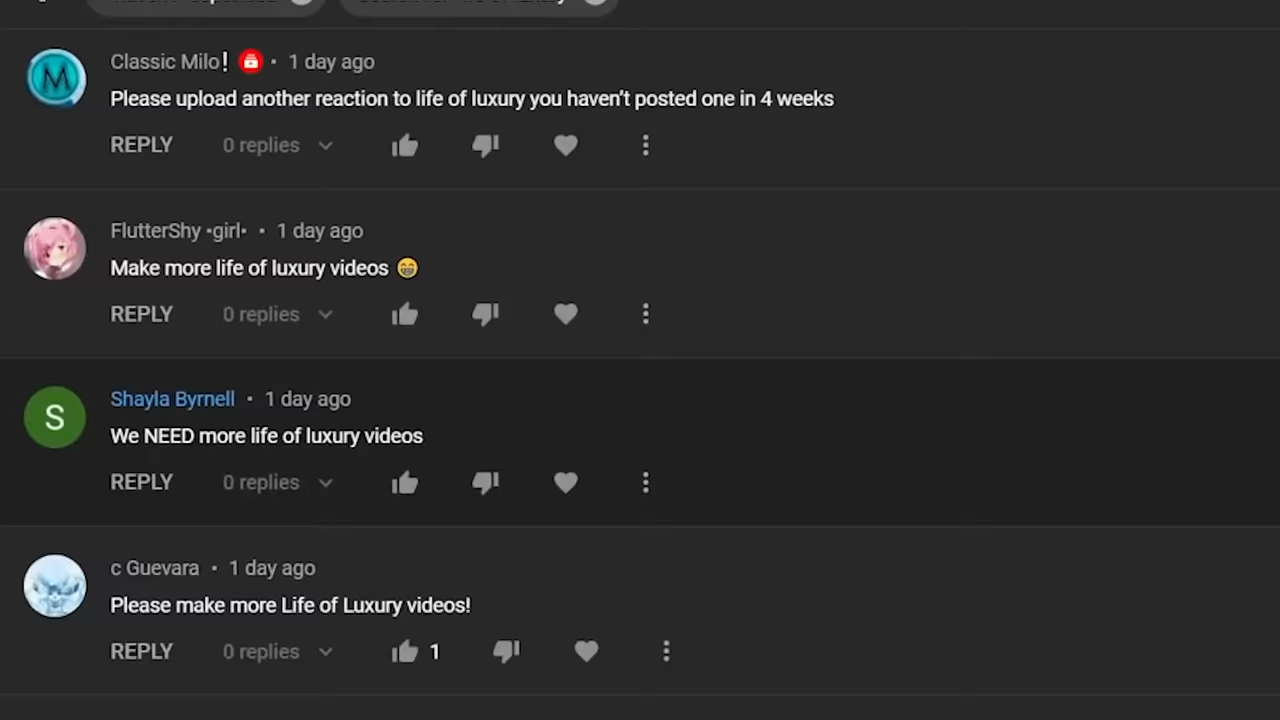 Classic Milo! • 1 day ago
Please upload another reaction to life of luxury you haven't posted one in 4 weeks
REPLY 0 replies
FlutterShy •girl• • 1 day ago
Make more life of luxury videos 😁
REPLY 0 replies
S
Shayla Byrnell • 1 day ago
We NEED more life of luxury videos
REPLY 0 replies
c Guevara • 1 day ago
Please make more Life of Luxury videos!
REPLY 0 replies 1